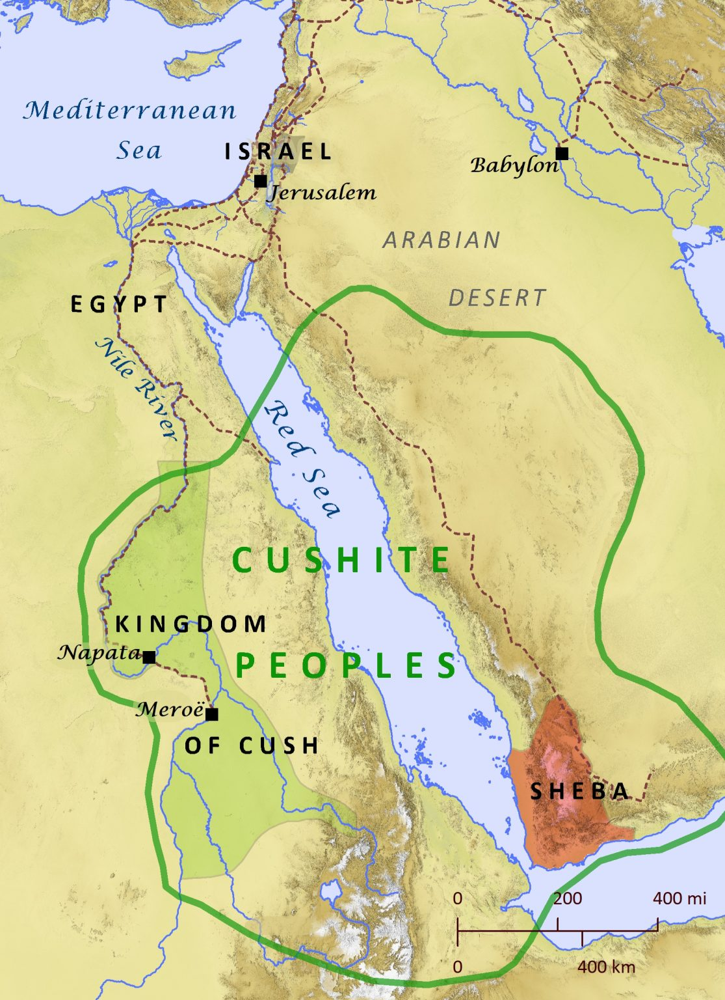 Mediterranean
Sea
ISRAEL
Jerusalem
Babylon
ARABIAN
DESERT
EGYPT
Nile River
Red Sea
CUSHITE
KINGDOM
Napata
PEOPLES
Meroë
OF CUSH
SHEBA
0 200 400 mi
0 400 km